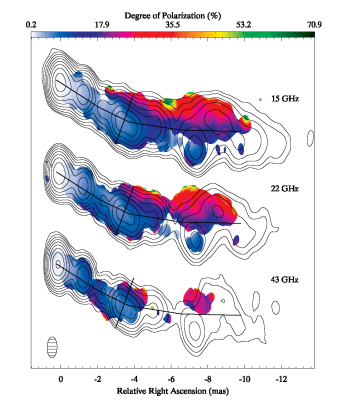 Degree of Polarization (%)
0.2 17.9 35.5 53.2 70.9
15 GHz
22 GHz
43 GHz
0 -2 -4 -6 -8 -10 -12
Relative Right Ascension (mas)